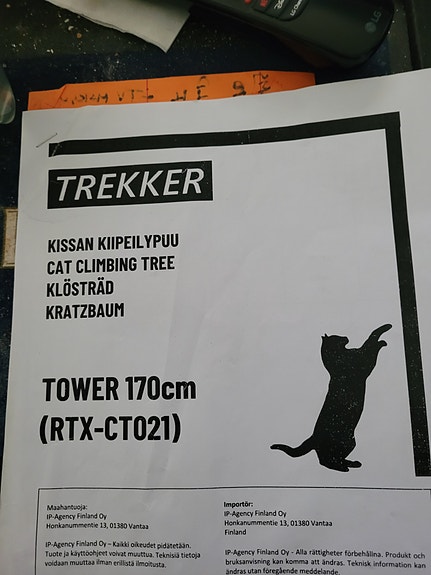 LG
TREKKER
KISSAN KIIPEILYPUU
CAT CLIMBING TREE
KLÖSTRÄD
KRATZBAUM
TOWER 170cm
(RTX-CT021)
Maahantuoja:
IP-Agency Finland Oy
Honkanummentie 13, 01380 Vantaa
IP-Agency Finland Oy – Kaikki oikeudet pidätetään.
Tuote ja käyttöohjeet voivat muuttua. Teknisiä tietoja
voidaan muuttaa ilman erillistä ilmoitusta.
Importör:
IP-Agency Finland Oy
Honkanummentie 13, 01380 Vantaa
Finland
IP-Agency Finland Oy - Alla rättigheter förbehållna. Produkt och
bruksanvisning kan komma att ändras. Teknisk information kan
ändras utan föregående meddelande.